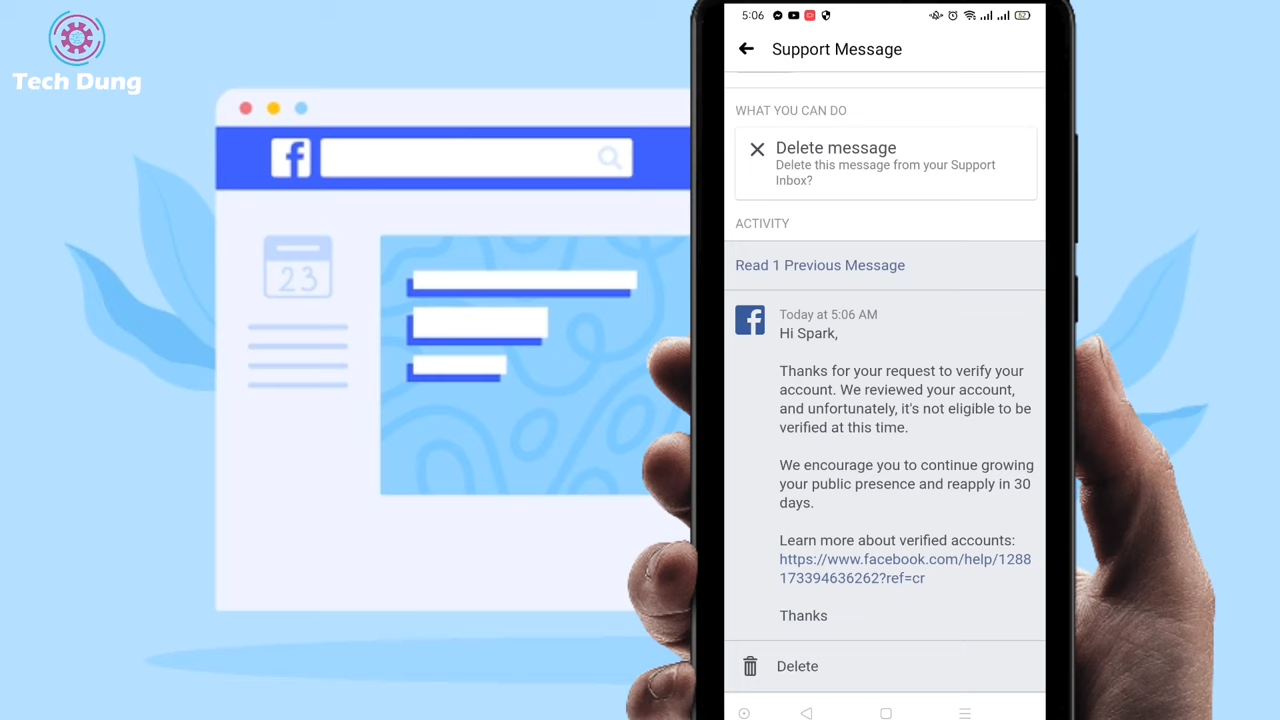 Tech Dung
23
5:06
52
Support Message
WHAT YOU CAN DO
Delete message
Delete this message from your Support
Inbox?
ACTIVITY
Read 1 Previous Message
Today at 5:06 AM
Hi Spark,
Thanks for your request to verify your
account. We reviewed your account,
and unfortunately, it's not eligible to be
verified at this time.
We encourage you to continue growing
your public presence and reapply in 30
days.
Learn more about verified accounts:
https://www.facebook.com/help/1288
173394636262?ref=cr
Thanks
Delete